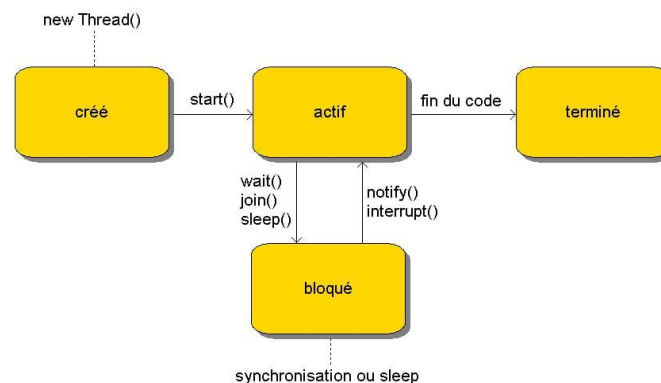 new Thread()
créé
start()
actif
fin du code
terminé
wait()
join()
sleep()
notify()
interrupt()
bloqué
synchronisation ou sleep